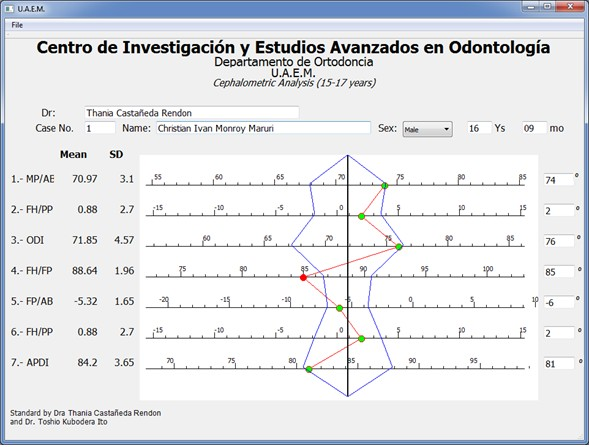 U.A.E.M.
File
Centro de Investigación y Estudios Avanzados en Odontología
Departamento de Ortodoncia
U.A.E.M.
Cephalometric Analysis (15-17 years)
Dr: Thania Castañeda Rendon
Case No. 1 Name: Christian Ivan Monroy Maruri Sex: Male 16 Ys 09 mo
Mean SD
1.- MP/AB 70.97 3.1 55 60 65 70 75 80 85 74 º
2.- FH/PP 0.88 2.7 -15 -10 -5 0 5 10 15 2 º
3.- ODI 71.85 4.57 60 65 70 75 80 85 76 º
4.- FH/FP 88.64 1.96 75 80 85 90 95 100 85 º
5.- FP/AB -5.32 1.65 -20 -15 -10 -5 0 5 10 -6 º
6.- FH/PP 0.88 2.7 -15 -10 -5 0 5 10 15 2 º
7.- APDI 84.2 3.65 70 75 80 85 90 95 81 º
Standard by Dra Thania Castañeda Rendon
and Dr. Toshio Kubodera Ito